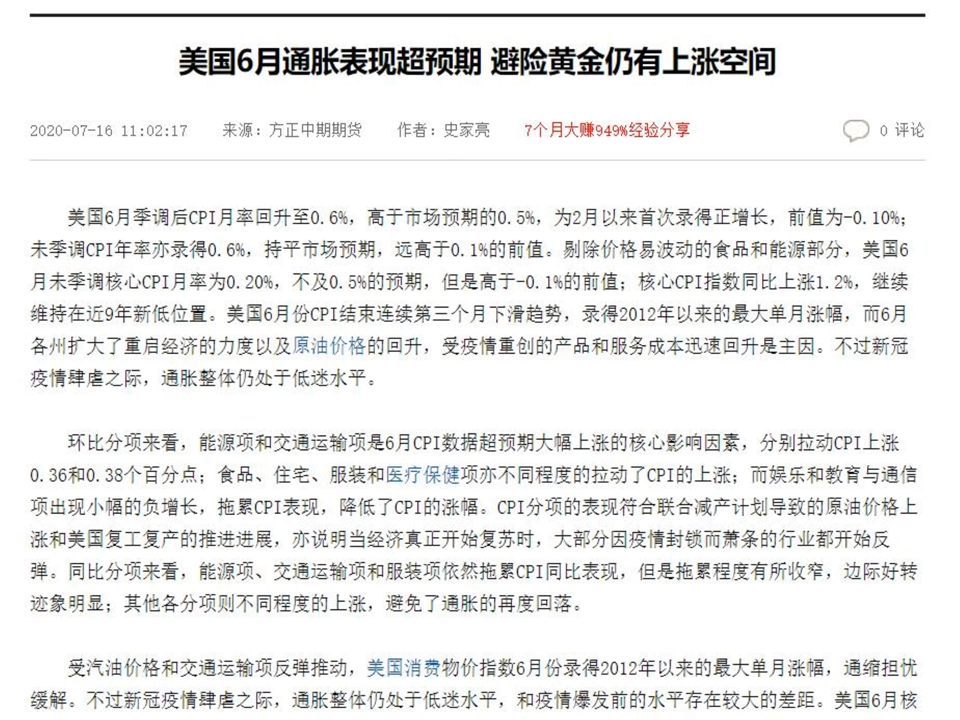 美国6月通胀表现超预期 避险黄金仍有上涨空间
2020-07-16 11:02:17 来源：方正中期期货 作者：史家亮 7个月大赚949%经验分享 0 评论
美国6月季调后CPI月率回升至0.6%，高于市场预期的0.5%，为2月以来首次录得正增长，前值为-0.10%；
未季调CPI年率亦录得0.6%，持平市场预期，远高于0.1%的前值。剔除价格易波动的食品和能源部分，美国6
月未季调核心CPI月率为0.20%，不及0.5%的预期，但是高于-0.1%的前值；核心CPI指数同比上涨1.2%，继续
维持在近9年新低位置。美国6月份CPI结束连续第三个月下滑趋势，录得2012年以来的最大单月涨幅，而6月
各州扩大了重启经济的力度以及原油价格的回升，受疫情重创的产品和服务成本迅速回升是主因。不过新冠
疫情肆虐之际，通胀整体仍处于低迷水平。
环比分项来看，能源项和交通运输项是6月CPI数据超预期大幅上涨的核心影响因素，分别拉动CPI上涨
0.36和0.38个百分点；食品、住宅、服装和医疗保健项亦不同程度的拉动了CPI的上涨；而娱乐和教育与通信
项出现小幅的负增长，拖累CPI表现，降低了CPI的涨幅。CPI分项的表现符合联合减产计划导致的原油价格上
涨和美国复工复产的推进进展，亦说明当经济真正开始复苏时，大部分因疫情封锁而萧条的行业都开始反
弹。同比分项来看，能源项、交通运输项和服装项依然拖累CPI同比表现，但是拖累程度有所收窄，边际好转
迹象明显；其他各分项则不同程度的上涨，避免了通胀的再度回落。
受汽油价格和交通运输项反弹推动，美国消费物价指数6月份录得2012年以来的最大单月涨幅，通缩担忧
缓解。不过新冠疫情肆虐之际，通胀整体仍处于低迷水平，和疫情爆发前的水平存在较大的差距。美国6月核